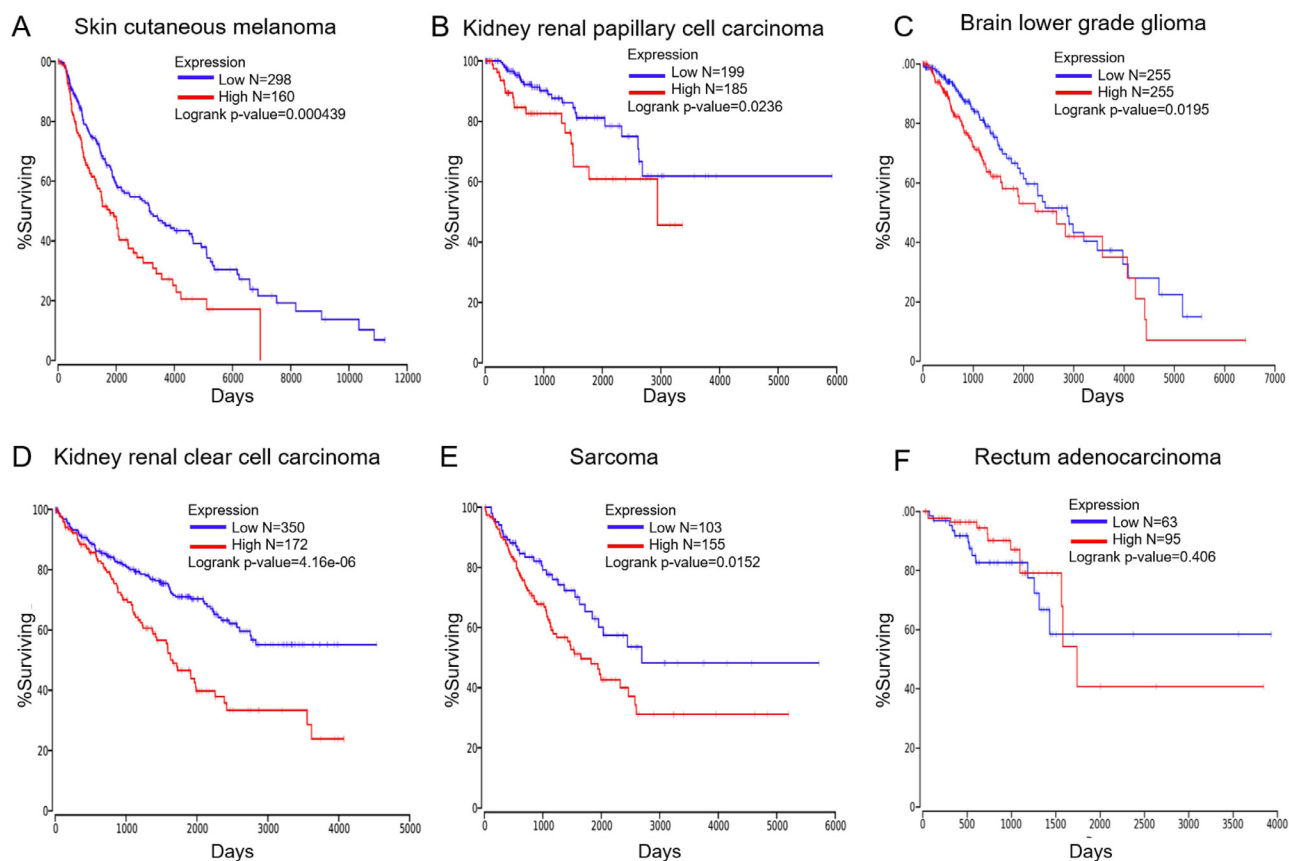 A Skin cutaneous melanoma
Expression
Low N=298
High N=160
Logrank p-value=0.000439
.00
80
60
40
20
0
%Surviving
0 2000 4000 6000 8000 10000 12000
Days
B Kidney renal papillary cell carcinoma
Expression
Low N=199
High N=185
Logrank p-value=0.0236
100
80
60
40
20
0
%Surviving
0 1000 2000 3000 4000 5000 6000
Days
C Brain lower grade glioma
Expression
Low N=255
High N=255
Logrank p-value=0.0195
.00
80
60
40
20
0
%Surviving
0 1000 2000 3000 4000 5000 6000 7000
Days
D Kidney renal clear cell carcinoma
Expression
Low N=350
High N=172
Logrank p-value=4.16e-06
100
80
60
40
20
0
%Surviving
0 1000 2000 3000 4000 5000
Days
E Sarcoma
Expression
Low N=103
High N=155
Logrank p-value=0.0152
100
80
60
40
20
0
%Surviving
0 1000 2000 3000 4000 5000 6000
Days
F Rectum adenocarcinoma
Expression
Low N=63
High N=95
Logrank p-value=0.406
.00
80
60
40
20
0
%Surviving
0 500 1000 1500 2000 2500 3000 3500 4000
Days